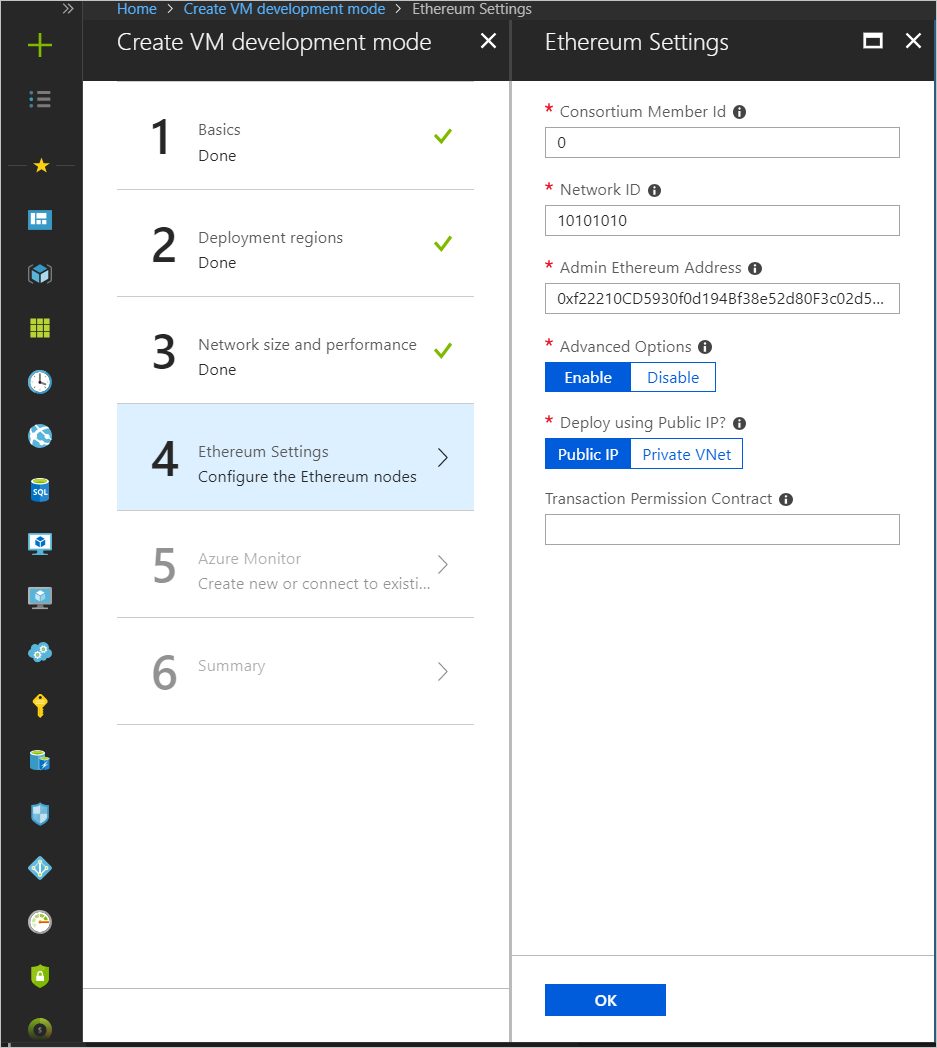 Home > Create VM development mode > Ethereum Settings
Create VM development mode
1
Basics
Done
2
Deployment regions
Done
3
Network size and performance
Done
4
Ethereum Settings
Configure the Ethereum nodes
5
Azure Monitor
Create new or connect to existi...
6
Summary
Ethereum Settings
* Consortium Member Id
0
* Network ID
10101010
* Admin Ethereum Address
0xf22210CD5930f0d194Bf38e52d80F3c02d5...
* Advanced Options
Enable Disable
* Deploy using Public IP?
Public IP Private VNet
Transaction Permission Contract
OK
SQL